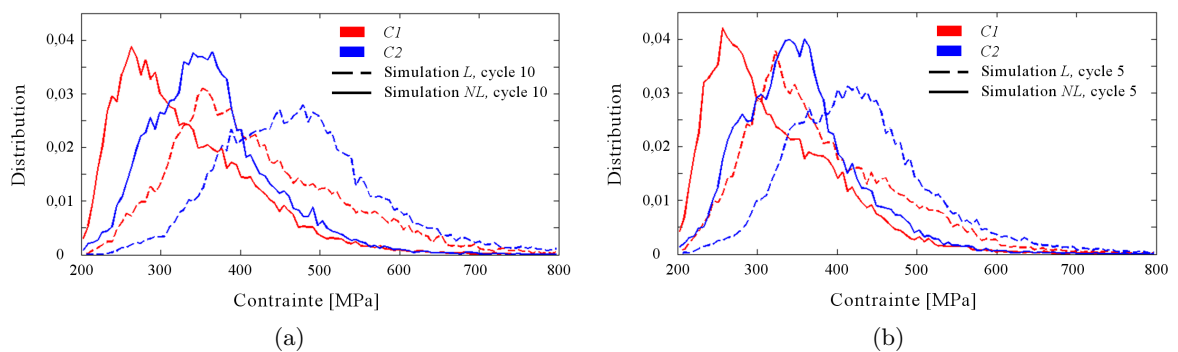 0,04
0,03
0,02
0,01
0
Distribution
200 300 400 500 600 700 800
Contrainte [MPa]
C1
C2
Simulation L, cycle 10
Simulation NL, cycle 10
(a)
0,04
0,03
0,02
0,01
0
Distribution
200 300 400 500 600 700 800
Contrainte [MPa]
C1
C2
Simulation L, cycle 5
Simulation NL, cycle 5
(b)